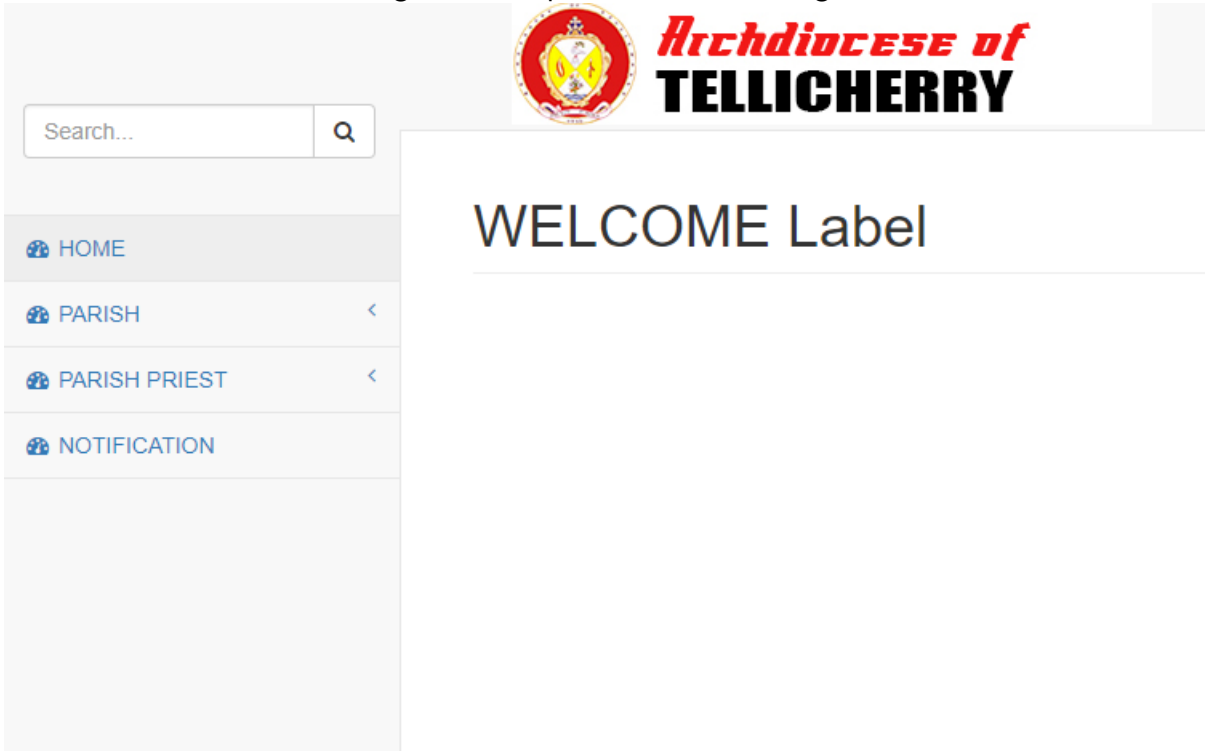 Archdiocese of
TELLICHERRY
Search...
WELCOME Label
HOME
PARISH
PARISH PRIEST
NOTIFICATION